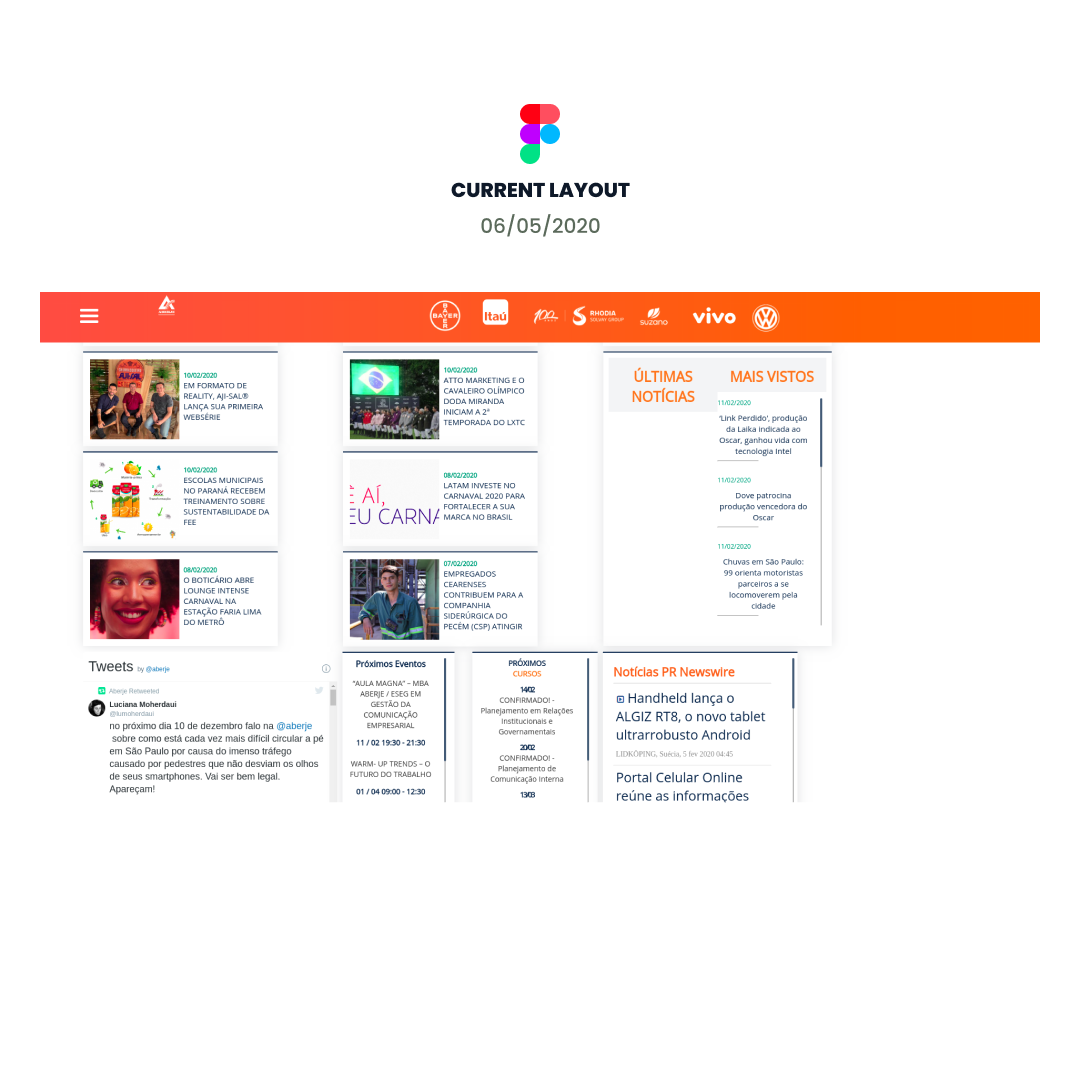 CURRENT LAYOUT
06/05/2020
BAYER
BAYER
Itaú
100
RHODIA
SOLVAY GROUP
suzano
vivo
10/02/2020
EM FORMATO DE
REALITY, AJI-SAL®
LANÇA SUA PRIMEIRA
WEBSÉRIE
10/02/2020
ATTO MARKETING E O
CAVALEIRO OLÍMPICO
DODA MIRANDA
INICIAM A 2ª
TEMPORADA DO LXTC
ÚLTIMAS
NOTÍCIAS
MAIS VISTOS
11/02/2020
'Link Perdido', produção
da Laika indicada ao
Oscar, ganhou vida com
tecnologia Intel
11/02/2020
Dove patrocina
produção vencedora do
Oscar
11/02/2020
Chuvas em São Paulo:
99 orienta motoristas
parceiros a se
locomoverem pela
cidade
10/02/2020
ESCOLAS MUNICIPAIS
NO PARANÁ RECEBEM
TREINAMENTO SOBRE
SUSTENTABILIDADE DA
FEE
E AÍ,
EU CARNA
08/02/2020
LATAM INVESTE NO
CARNAVAL 2020 PARA
FORTALECER A SUA
MARCA NO BRASIL
08/02/2020
O BOTICÁRIO ABRE
LOUNGE INTENSE
CARNAVAL NA
ESTAÇÃO FARIA LIMA
DO METRÔ
07/02/2020
EMPREGADOS
CEARENSES
CONTRIBUEM PARA A
COMPANHIA
SIDERÚRGICA DO
PECÉM (CSP) ATINGIR
Tweets by @aberje
Aberje Retweeted
Luciana Moherdaui
@lumoherdaui
no próximo dia 10 de dezembro falo na @aberje
sobre como está cada vez mais difícil circular a pé
em São Paulo por causa do imenso tráfego
causado por pedestres que não desviam os olhos
de seus smartphones. Vai ser bem legal.
Apareçam!
Próximos Eventos
"AULA MAGNA" – MBA
ABERJE / ESEG EM
GESTÃO DA
COMUNICAÇÃO
EMPRESARIAL
11 / 02 19:30 - 21:30
WARM- UP TRENDS – O
FUTURO DO TRABALHO
01 / 04 09:00 - 12:30
PRÓXIMOS
CURSOS
14/02
CONFIRMADO! -
Planejamento em Relações
Institucionais e
Governamentais
20/02
CONFIRMADO! -
Planejamento de
Comunicação Interna
13/03
Notícias PR Newswire
Handheld lança o
ALGIZ RT8, o novo tablet
ultrarrobusto Android
LIDKÖPING, Suécia, 5 fev 2020 04:45
Portal Celular Online
reúne as informações